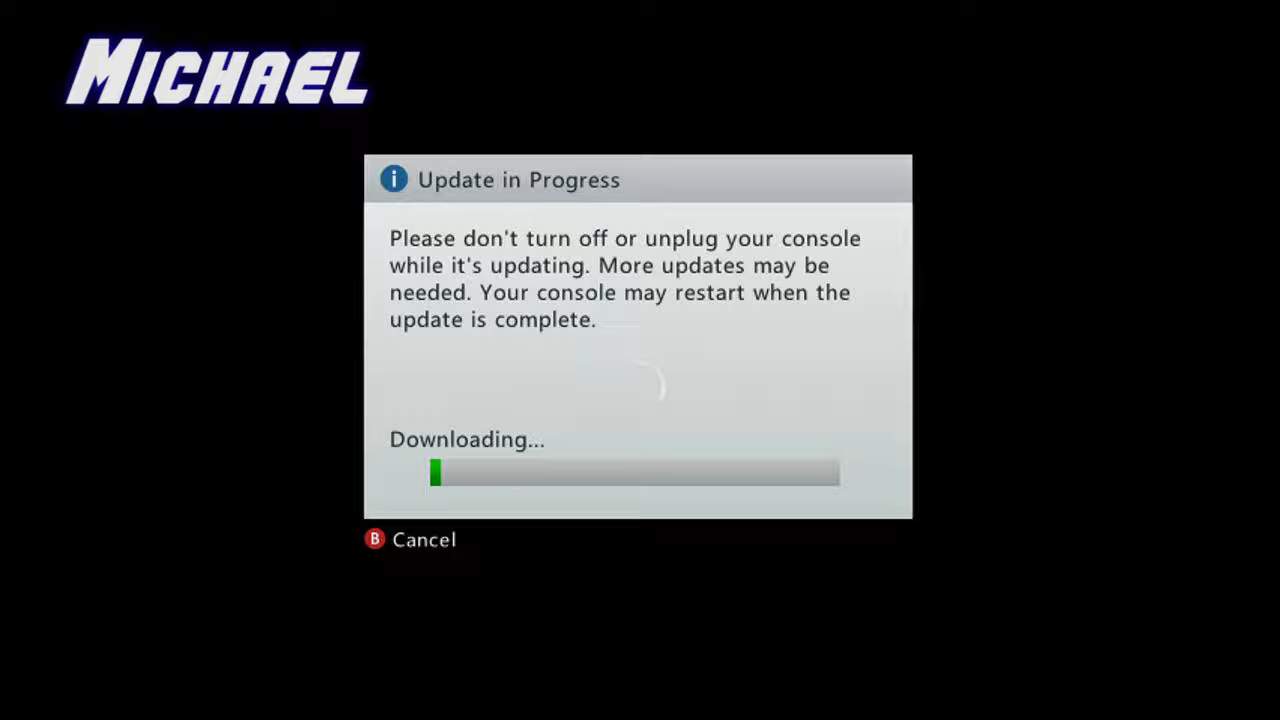 MICHAEL
i Update in Progress
Please don't turn off or unplug your console
while it's updating. More updates may be
needed. Your console may restart when the
update is complete.
Downloading...
B Cancel